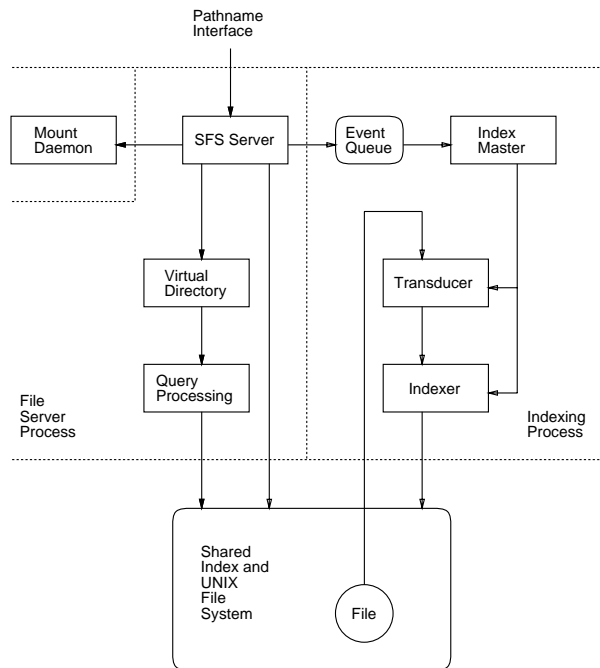 Pathname
Interface
Mount
Daemon
SFS Server
Event
Queue
Index
Master
Virtual
Directory
Transducer
Query
Processing
Indexer
File
Server
Process
Indexing
Process
Shared
Index and
UNIX
File
System
File